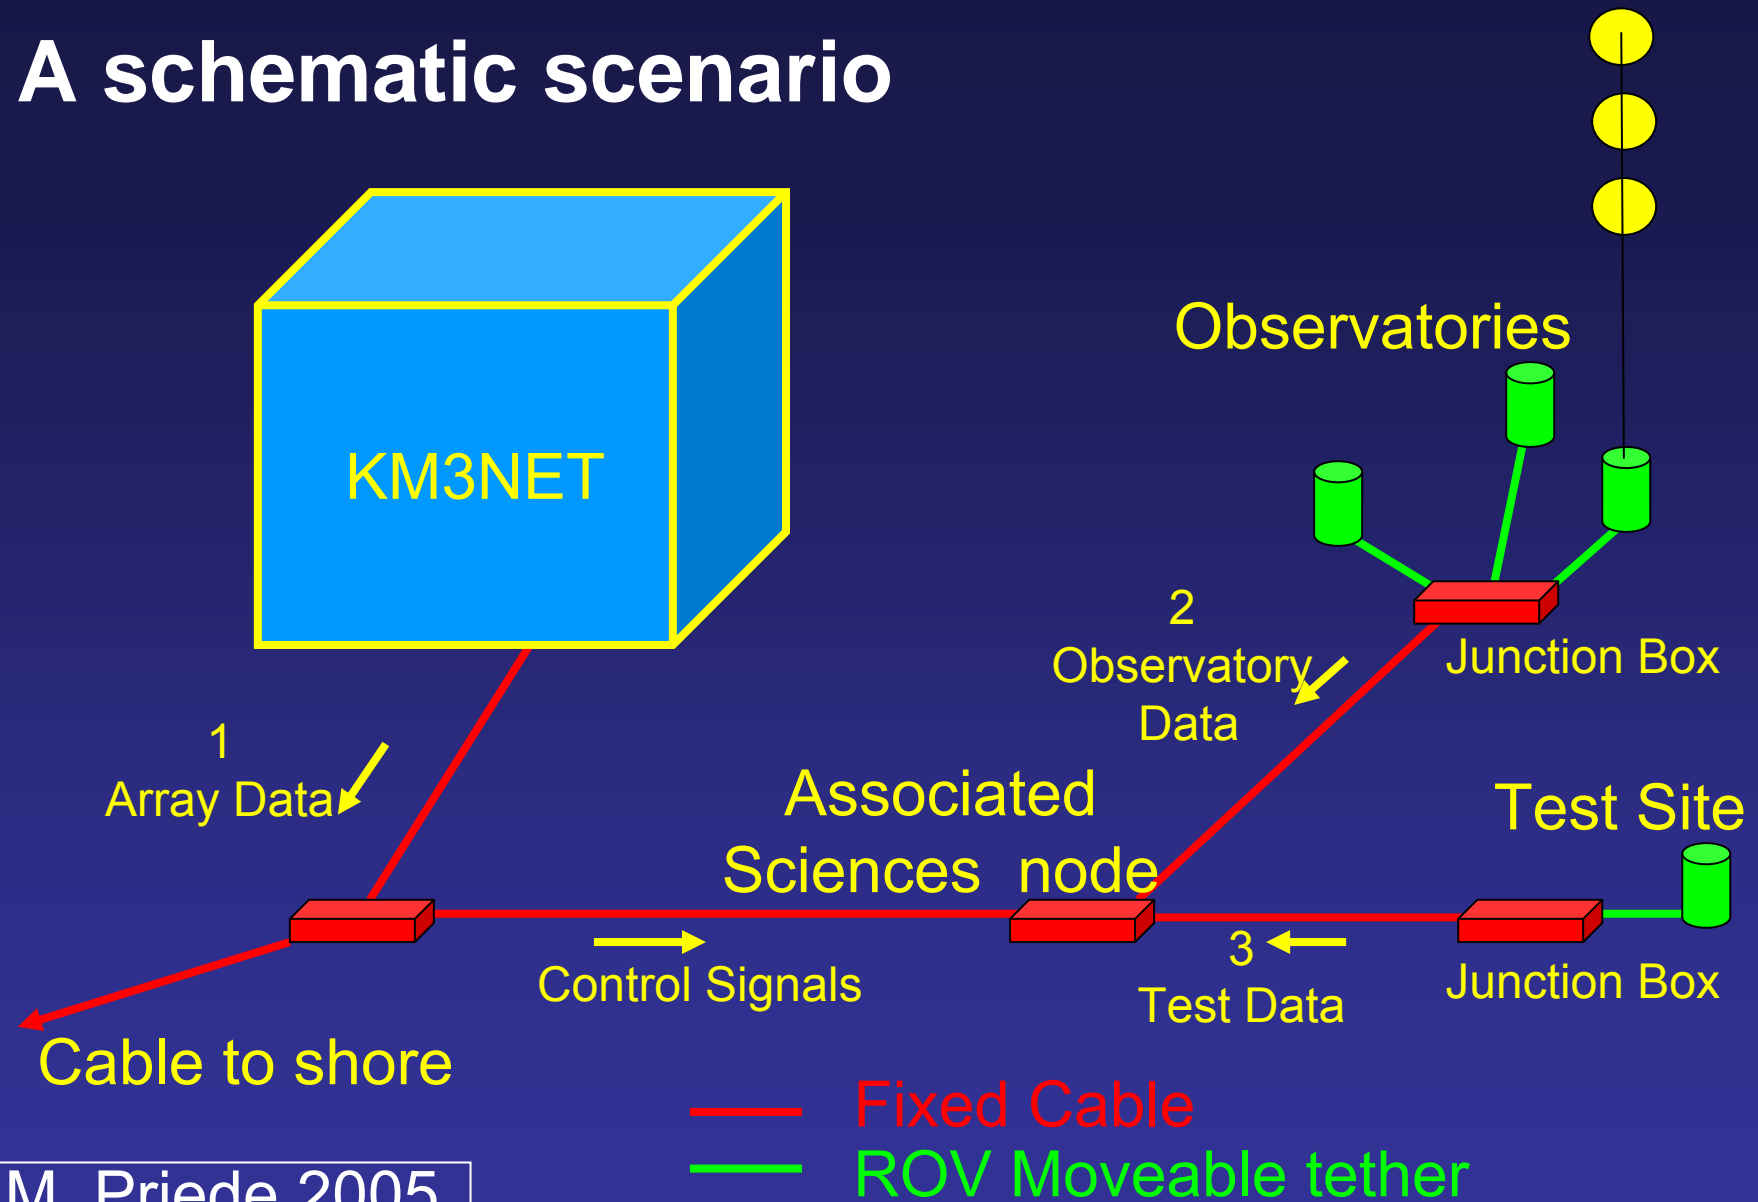 A schematic scenario
Observatories
KM3NET
2
Observatory
Data
Junction Box
1
Array Data
Associated
Sciences node
Test Site
Control Signals
3
Test Data
Junction Box
Cable to shore
Fixed Cable
ROV Moveable tether
M. Priede 2005